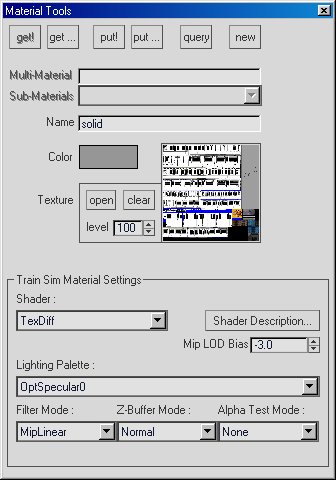 Material Tools
get! get ... put! put ... query new
Multi-Material
Sub-Materials
Name solid
Color
Texture open clear
level 100
Train Sim Material Settings
Shader :
TexDiff Shader Description...
Mip LOD Bias -3.0
Lighting Palette :
OptSpecular0
Filter Mode : Z-Buffer Mode : Alpha Test Mode :
MipLinear Normal None